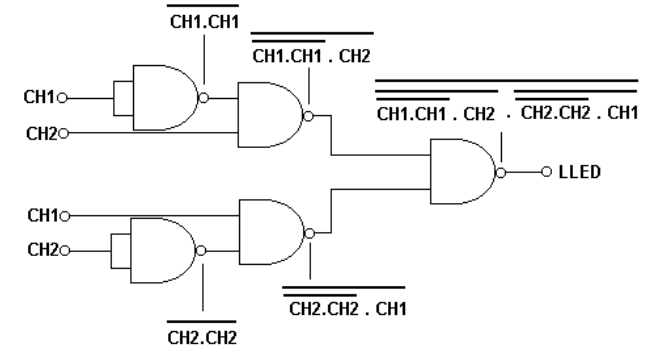 CH1.CH1
CH1.CH1 . CH2
CH1.CH1 . CH2 . CH2.CH2 . CH1
CH1
CH2
LLED
CH1
CH2
CH2.CH2 . CH1
CH2.CH2